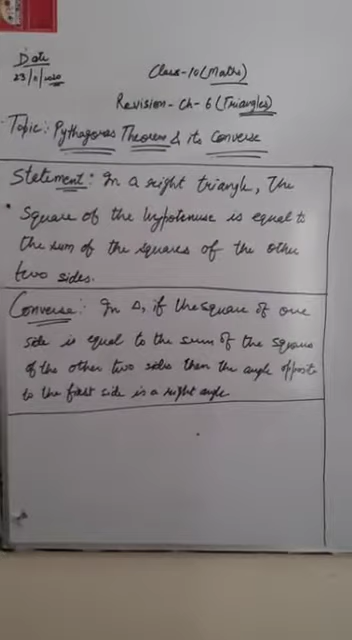 Date
23/11/2020
Class-10 (Maths)
Revision- Ch- 6 (Triangles)
Topic: Pythagoras Theorem & its Converse
Statement: In a right triangle, The
Square of the hypotenuse is equal to
the sum of the squares of the other
two sides.
Converse: In Δ, if the square of one
side is equal to the sum of the squares
of the other two sides then the angle opposite
to the first side is a right angle